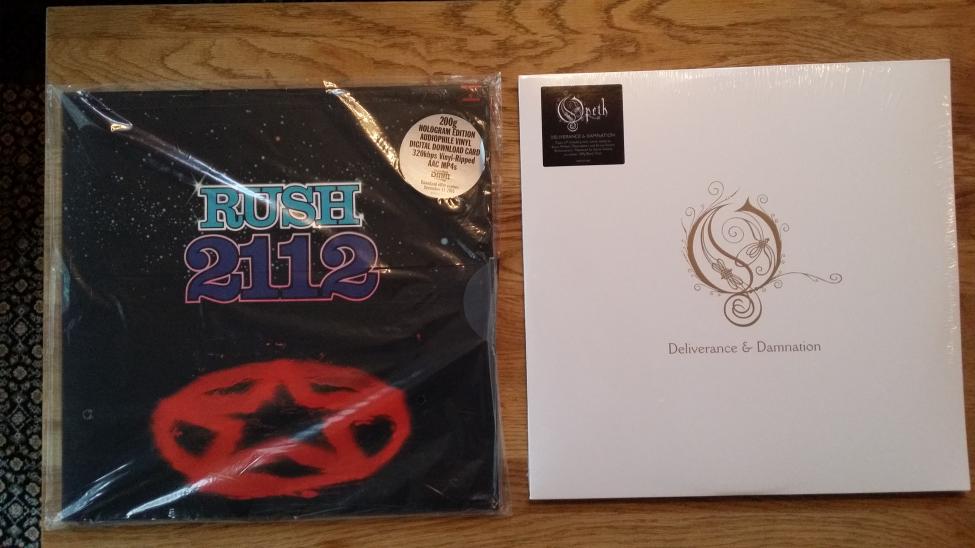 200g
HOLOGRAM EDITION
AUDIOPHILE VINYL
DIGITAL DOWNLOAD CARD
320kbps Vinyl-Ripped
AAC MP4s
RUSH
2112
Opeth
DELIVERANCE & DAMNATION
Deliverance & Damnation